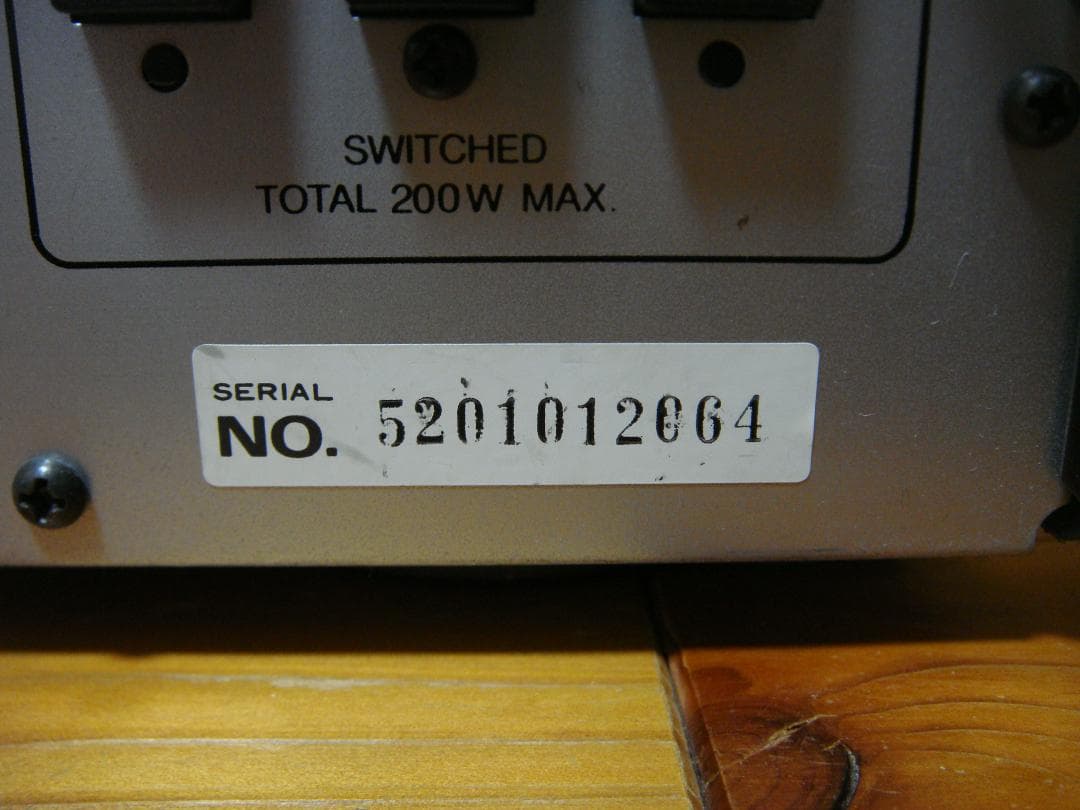 SWITCHED
TOTAL 200W MAX.
SERIAL
NO. 5201012064